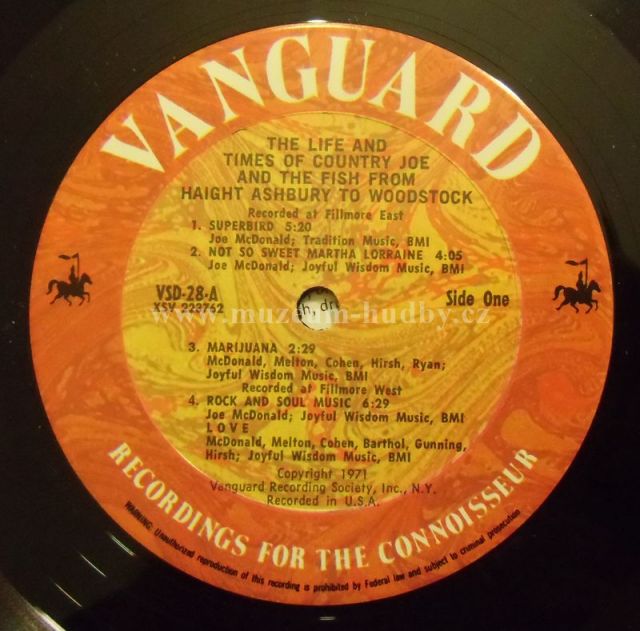 VANGUARD
THE LIFE AND
TIMES OF COUNTRY JOE
AND THE FISH FROM
HAIGHT ASHBURY TO WOODSTOCK
Recorded at Fillmore East
1. SUPERBIRD 5:20
Joe McDonald; Tradition Music, BMI
2. NOT SO SWEET MARTHA LORRAINE 4:05
Joe McDonald; Joyful Wisdom Music, BMI
VSD-28-A
XSV 223762
Side One
www.muzeum-hudby.cz
3. MARIJUANA 2:29
McDonald, Melton, Cohen, Hirsh, Ryan;
Joyful Wisdom Music, BMI
Recorded at Fillmore West
4. ROCK AND SOUL MUSIC 6:29
Joe McDonald; Joyful Wisdom Music, BMI
LOVE
McDonald, Melton, Cohen, Barthol, Gunning,
Hirsh; Joyful Wisdom Music, BMI
Copyright 1971
Vanguard Recording Society, Inc., N.Y.
Recorded in U.S.A.
RECORDINGS FOR THE CONNOISSEUR
WARNING: Unauthorized reproduction of this recording is prohibited by Federal law and subject to criminal prosecution